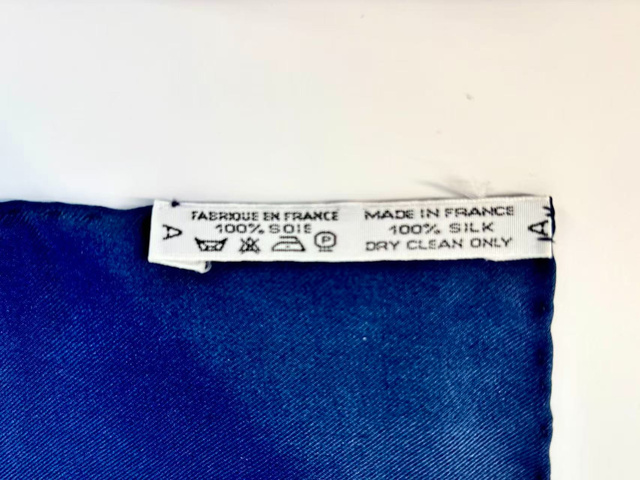 FABRIQUE EN FRANCE
100% SOIE
P
MADE IN FRANCE
100% SILK
DRY CLEAN ONLY
A
A